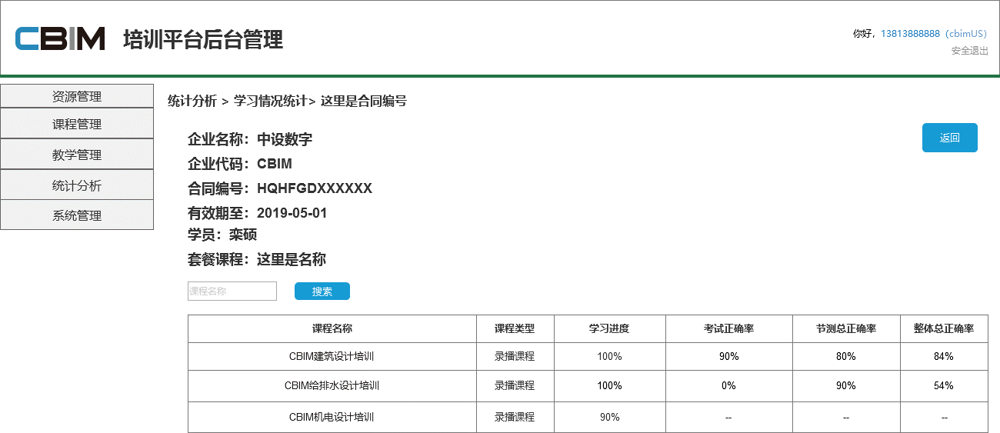 CBIM 培训平台后台管理
你好，13813888888（cbimUS）
安全退出
资源管理
课程管理
教学管理
统计分析
系统管理
统计分析 > 学习情况统计> 这里是合同编号
返回
企业名称：中设数字
企业代码：CBIM
合同编号：HQHFGDXXXXXX
有效期至：2019-05-01
学员：栾硕
套餐课程：这里是名称
课程名称 搜索
课程名称 课程类型 学习进度 考试正确率 节测总正确率 整体总正确率
CBIM建筑设计培训 录播课程 100% 90% 80% 84%
CBIM给排水设计培训 录播课程 100% 0% 90% 54%
CBIM机电设计培训 录播课程 90% -- -- --